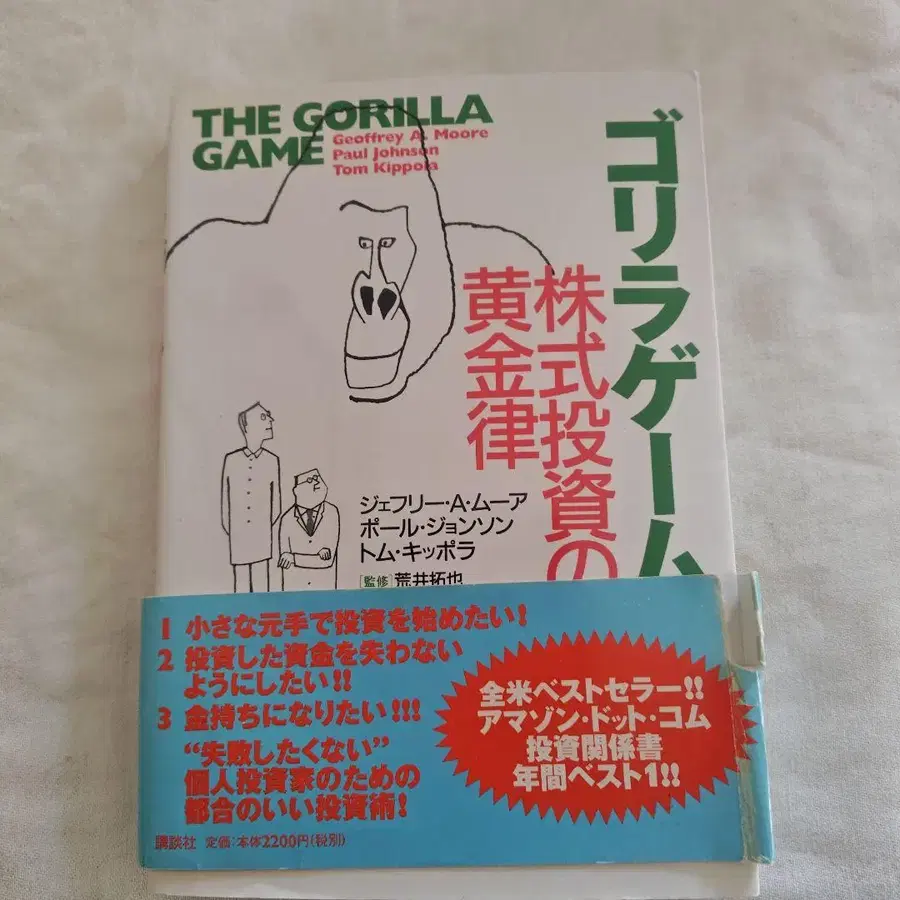 THE GORILLA
GAME
Geoffrey A. Moore
Paul Johnson
Tom Kippola
ゴリラゲーム
株式投資の
黄金律
ジェフリー・A・ムーア
ポール・ジョンソン
トム・キッポラ
[監修] 荒井拓也
1 小さな元手で投資を始めたい!
2 投資した資金を失わない
ようにしたい!!
3 金持ちになりたい!!!
“失敗したくない”
個人投資家のための
都合のいい投資術!
全米ベストセラー!!
アマゾン・ドット・コム
投資関係書
年間ベスト1!!
講談社 定価:本体2200円(税別)